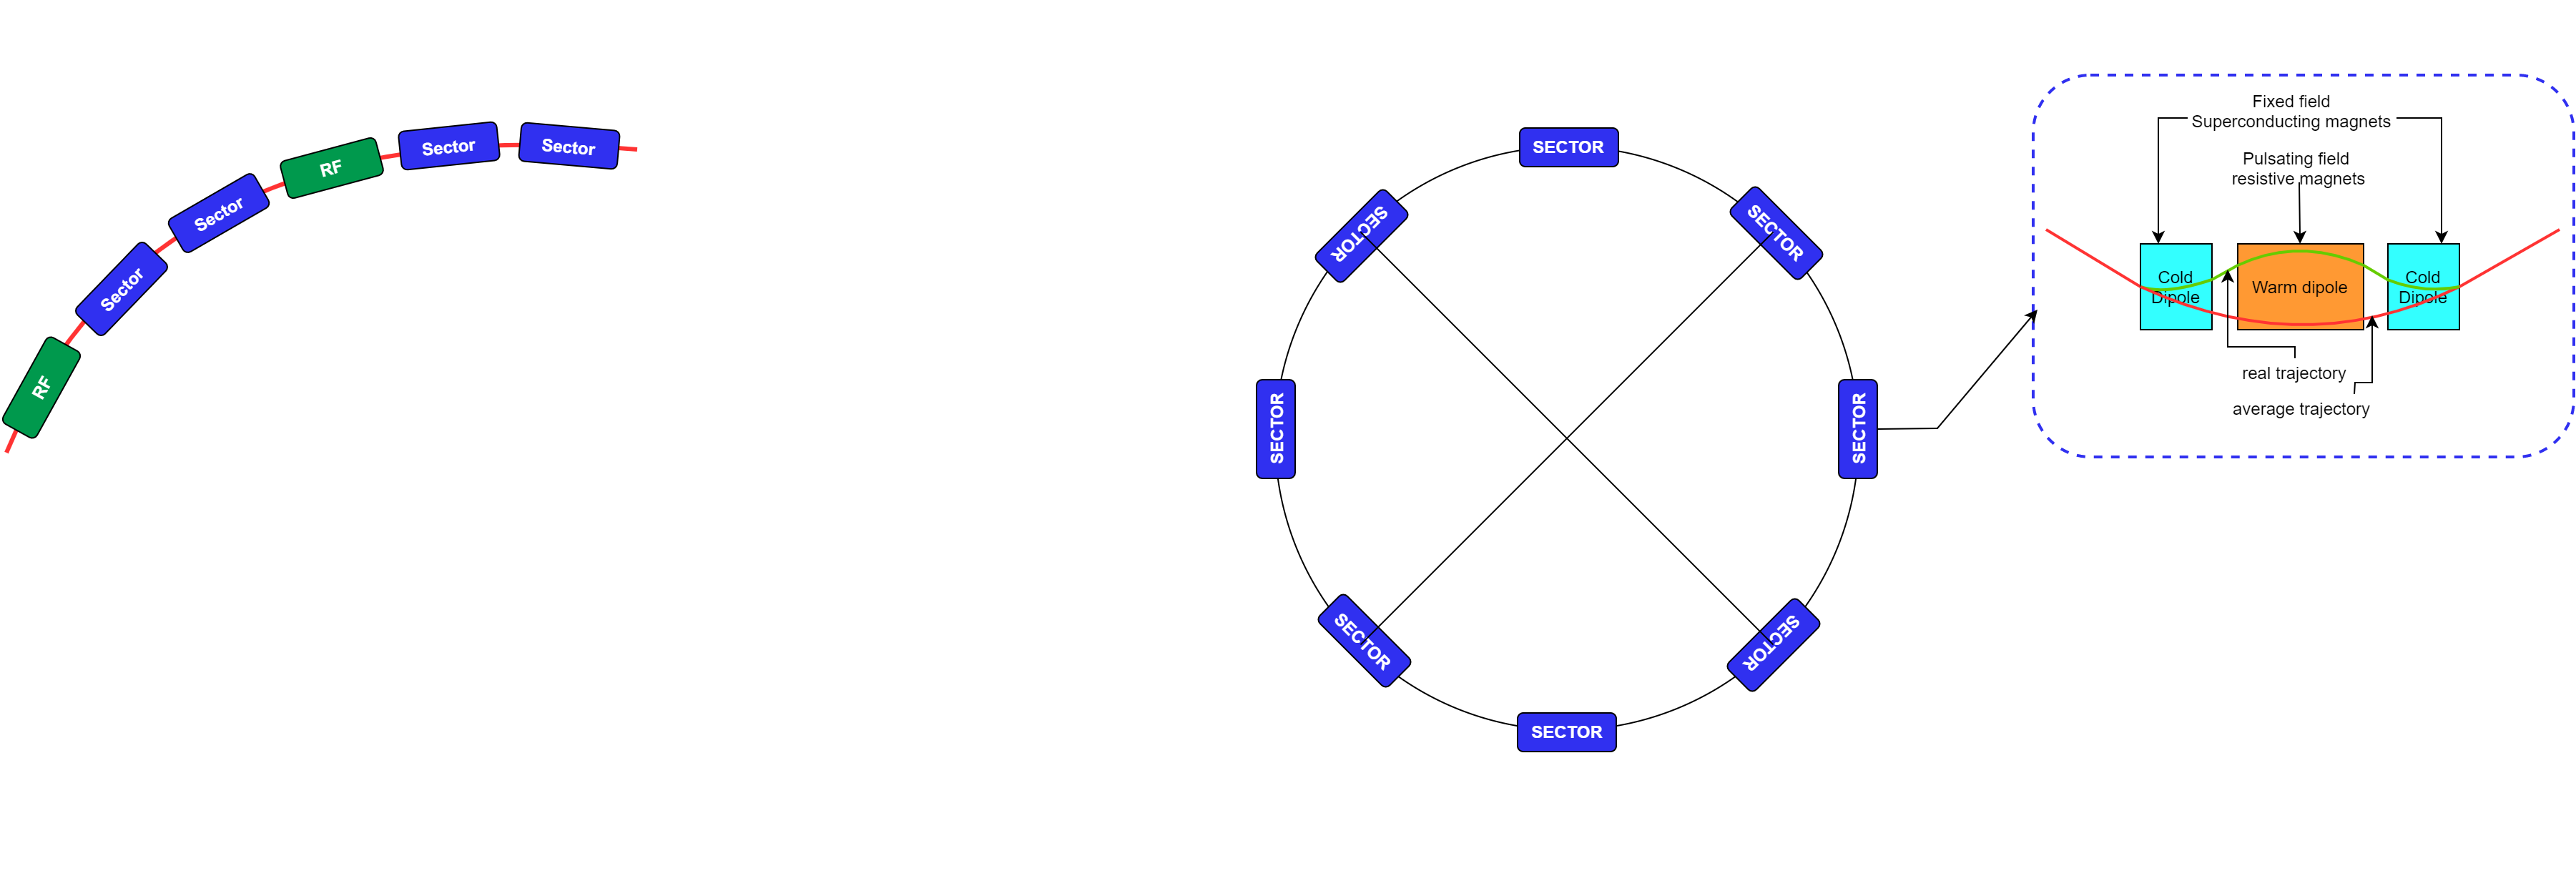 RF
Sector
Sector
RF
Sector
Sector
SECTOR
SECTOR
SECTOR
SECTOR
SECTOR
SECTOR
SECTOR
SECTOR
Fixed field
Superconducting magnets
Pulsating field
resistive magnets
Cold
Dipole
Warm dipole
Cold
Dipole
real trajectory
average trajectory